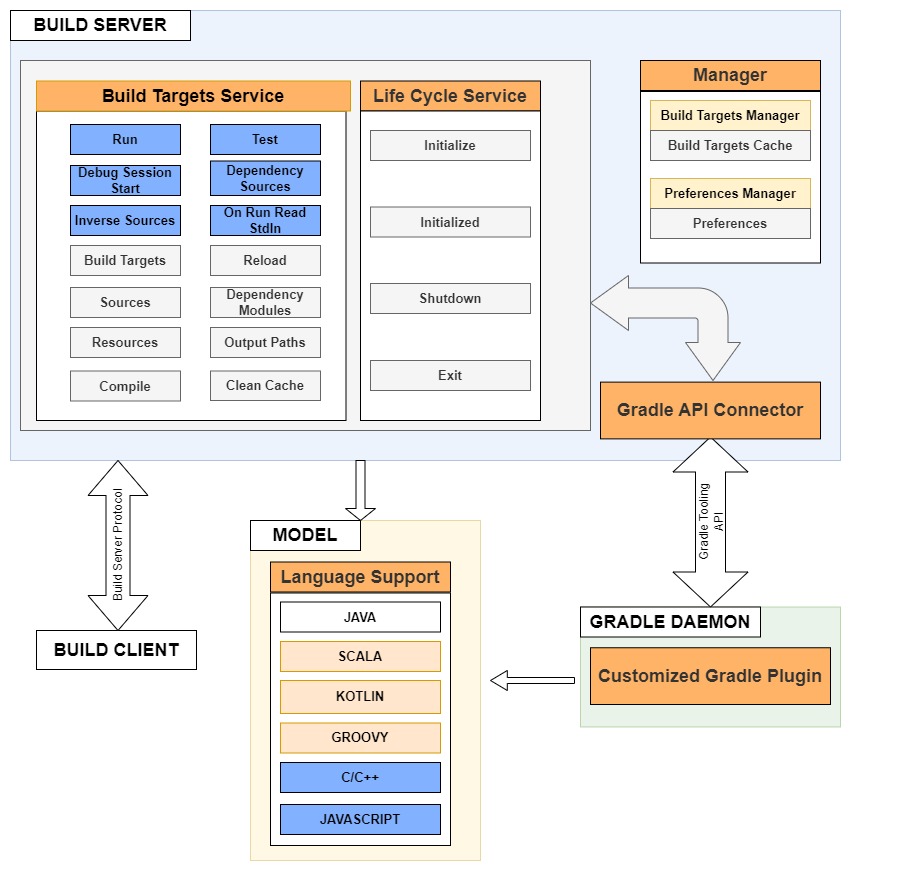 BUILD SERVER
Build Targets Service
Run
Test
Debug Session
Start
Dependency
Sources
Inverse Sources
On Run Read
StdIn
Build Targets
Reload
Sources
Dependency
Modules
Resources
Output Paths
Compile
Clean Cache
Life Cycle Service
Initialize
Initialized
Shutdown
Exit
Manager
Build Targets Manager
Build Targets Cache
Preferences Manager
Preferences
Gradle API Connector
Build Server Protocol
Gradle Tooling
API
BUILD CLIENT
MODEL
Language Support
JAVA
SCALA
KOTLIN
GROOVY
C/C++
JAVASCRIPT
GRADLE DAEMON
Customized Gradle Plugin